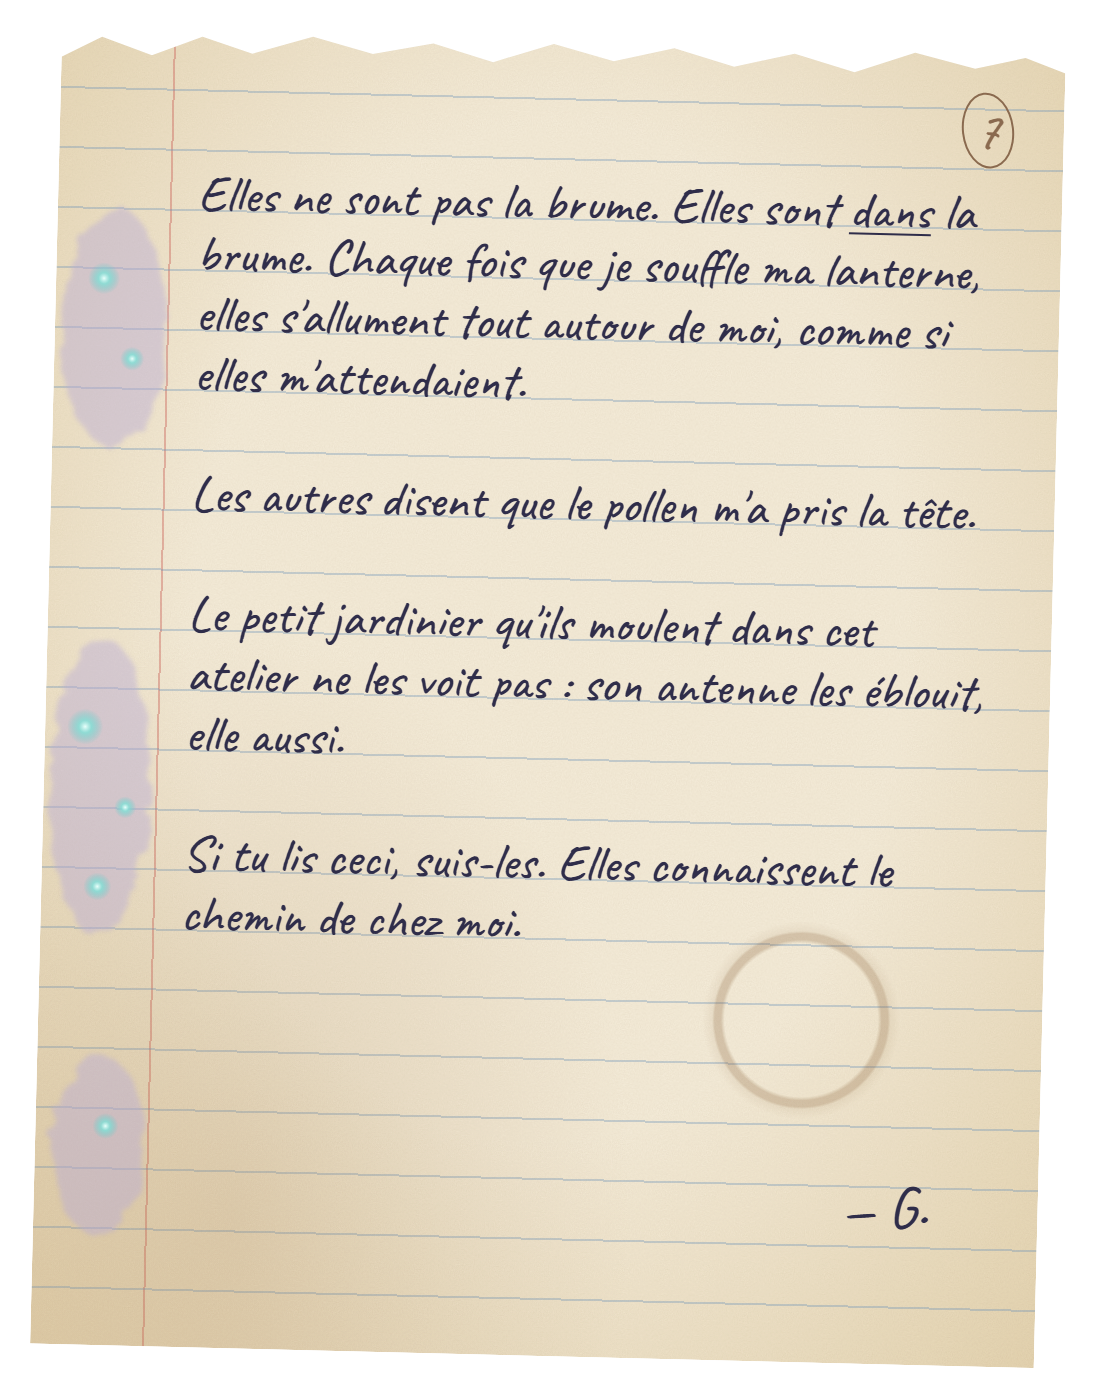 7
Elles ne sont pas la brume. Elles sont dans la
brume. Chaque fois que je souffle ma lanterne,
elles s'allument tout autour de moi, comme si
elles m'attendaient.
Les autres disent que le pollen m'a pris la tête.
Le petit jardinier qu'ils moulent dans cet
atelier ne les voit pas : son antenne les éblouit,
elle aussi.
Si tu lis ceci, suis-les. Elles connaissent le
chemin de chez moi.
— G.